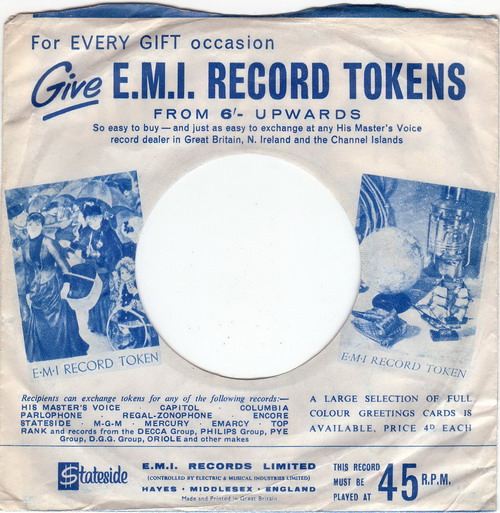 For EVERY GIFT occasion
Give E.M.I. RECORD TOKENS
FROM 6/- UPWARDS
So easy to buy — and just as easy to exchange at any His Master's Voice
record dealer in Great Britain, N. Ireland and the Channel Islands
E·M·I RECORD TOKEN
E·M·I RECORD TOKEN
Recipients can exchange tokens for any of the following records:—
HIS MASTER'S VOICE CAPITOL · COLUMBIA
PARLOPHONE · REGAL-ZONOPHONE · ENCORE
STATESIDE · M-G-M · MERCURY · EMARCY · TOP
RANK and records from the DECCA Group, PHILIPS Group, PYE
Group, D.G.G. Group, ORIOLE and other makes
A LARGE SELECTION OF FULL
COLOUR GREETINGS CARDS IS
AVAILABLE, PRICE 4D EACH
Stateside
E.M.I. RECORDS LIMITED
(CONTROLLED BY ELECTRIC & MUSICAL INDUSTRIES LIMITED)
HAYES · MIDDLESEX · ENGLAND
Made and Printed in Great Britain
THIS RECORD
MUST BE
PLAYED AT
45 R.P.M.